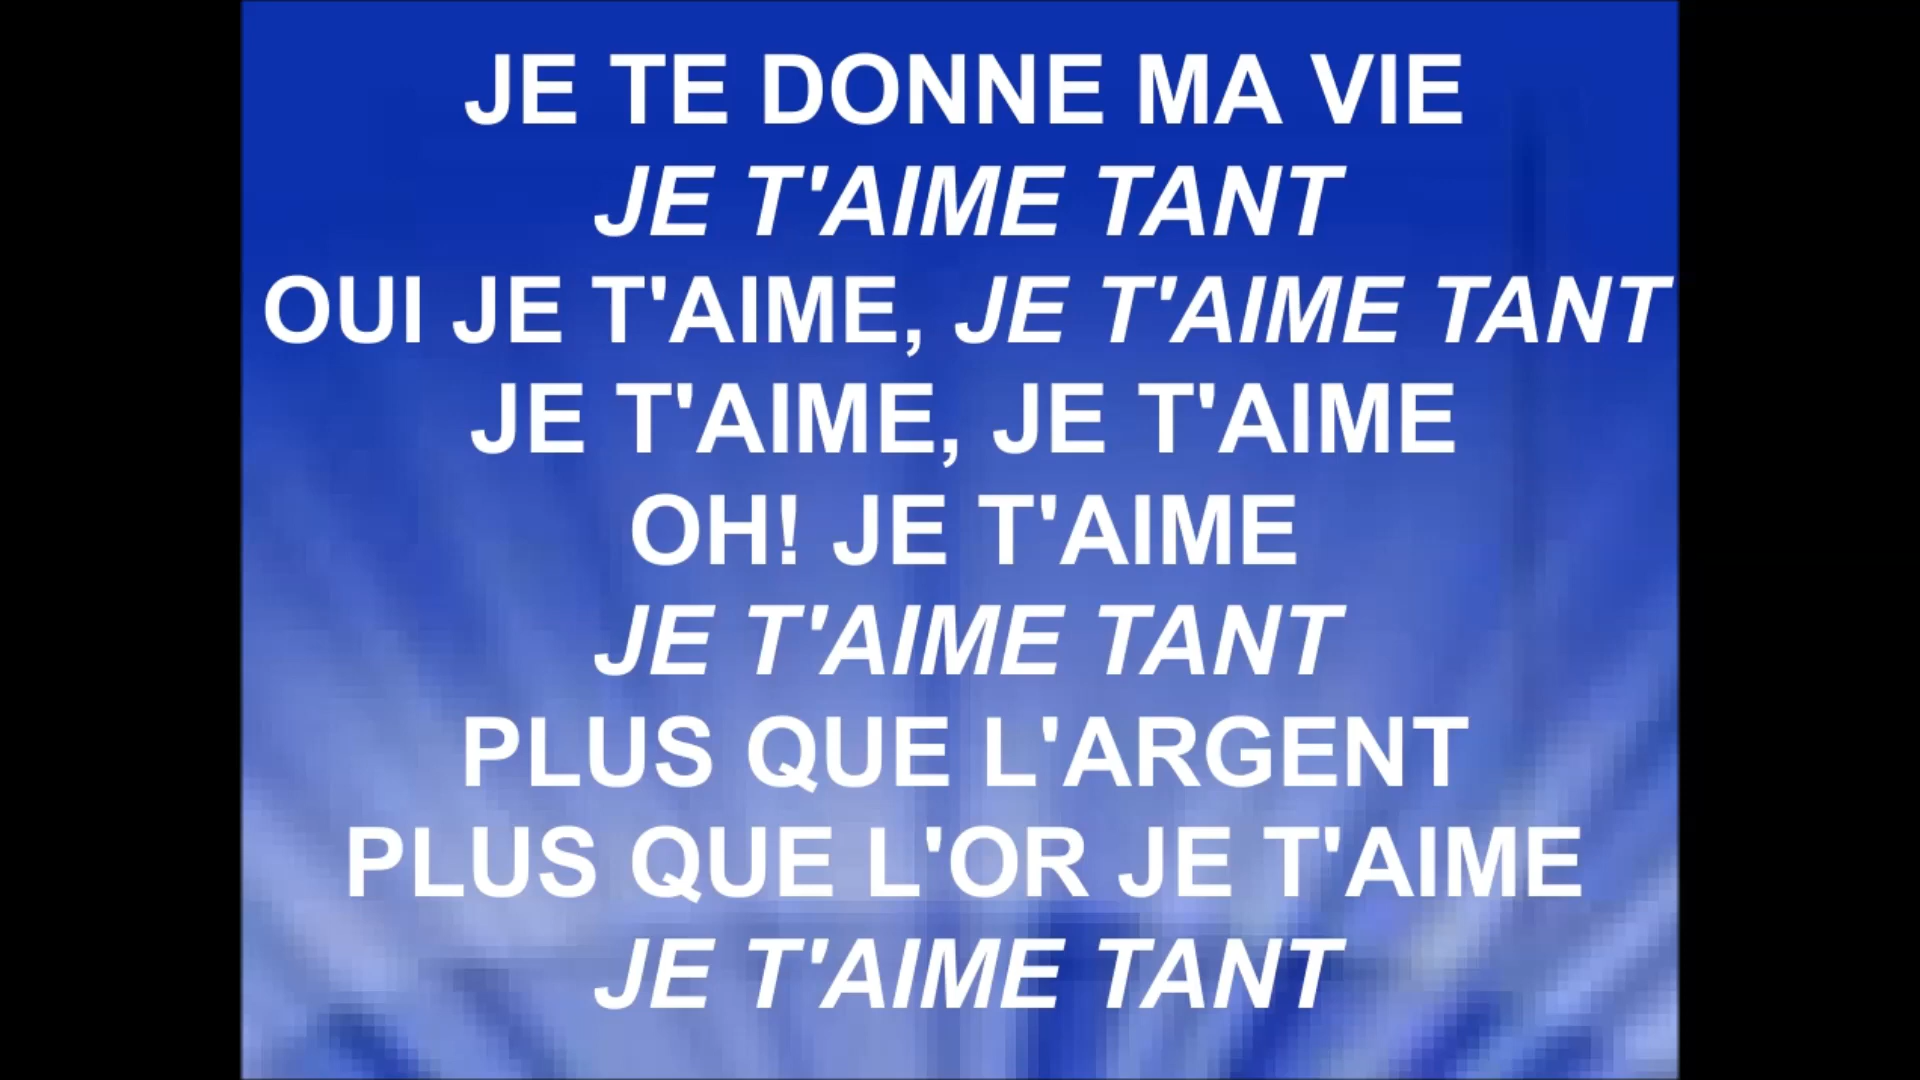 JE TE DONNE MA VIE
JE T'AIME TANT
OUI JE T'AIME, JE T'AIME TANT
JE T'AIME, JE T'AIME
OH! JE T'AIME
JE T'AIME TANT
PLUS QUE L'ARGENT
PLUS QUE L'OR JE T'AIME
JE T'AIME TANT